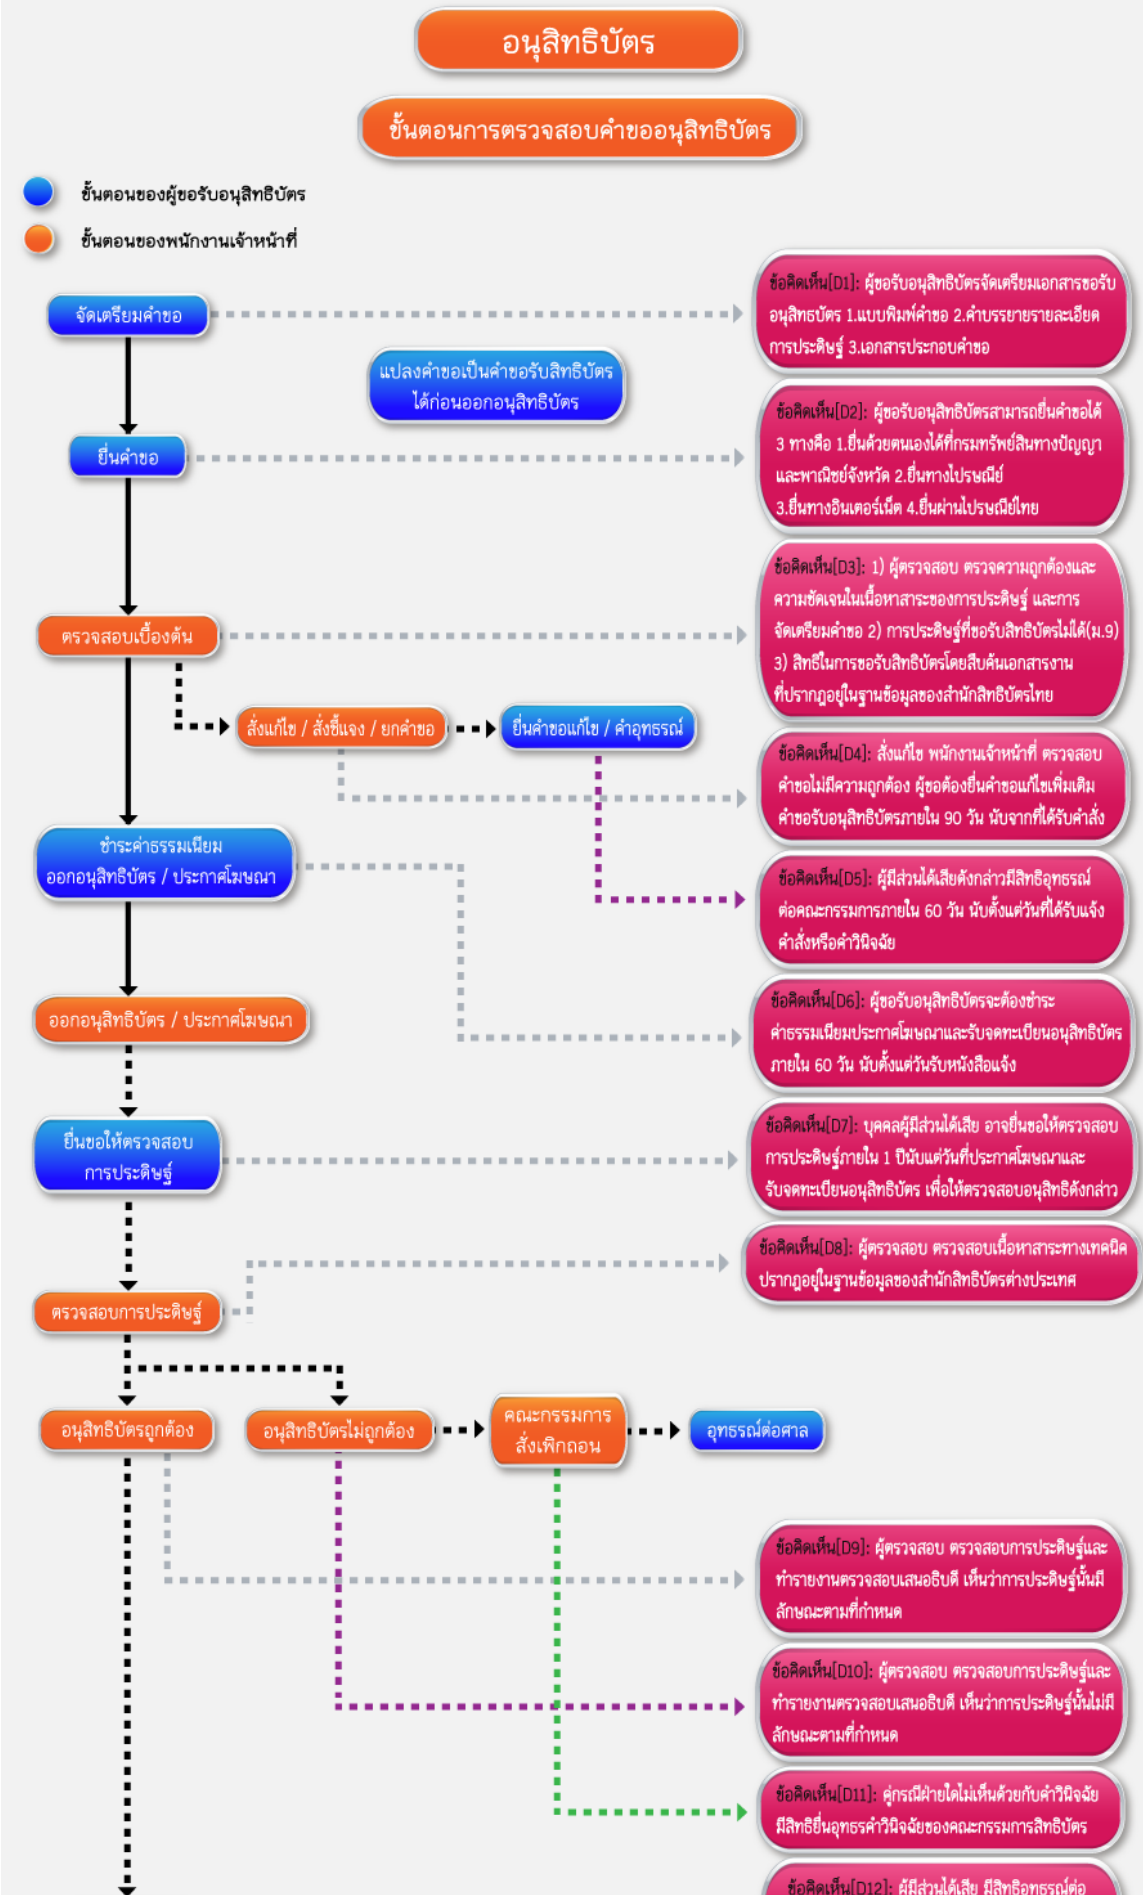 อนุสิทธิบัตร
ขั้นตอนการตรวจสอบคำขออนุสิทธิบัตร
ขั้นตอนของผู้ขอรับอนุสิทธิบัตร
ขั้นตอนของพนักงานเจ้าหน้าที่
จัดเตรียมคำขอ
ข้อคิดเห็น[D1]: ผู้ขอรับอนุสิทธิบัตรจัดเตรียมเอกสารขอรับ
อนุสิทธบัตร 1.แบบพิมพ์คำขอ 2.คำบรรยายรายละเอียด
การประดิษฐ์ 3.เอกสารประกอบคำขอ
แปลงคำขอเป็นคำขอรับสิทธิบัตร
ได้ก่อนออกอนุสิทธิบัตร
ยื่นคำขอ
ข้อคิดเห็น[D2]: ผู้ขอรับอนุสิทธิบัตรสามารถยื่นคำขอได้
3 ทางคือ 1.ยื่นด้วยตนเองได้ที่กรมทรัพย์สินทางปัญญา
และพาณิชย์จังหวัด 2.ยื่นทางไปรษณีย์
3.ยื่นทางอินเตอร์เน็ต 4.ยื่นผ่านไปรษณีย์ไทย
ตรวจสอบเบื้องต้น
ข้อคิดเห็น[D3]: 1) ผู้ตรวจสอบ ตรวจความถูกต้องและ
ความชัดเจนในเนื้อหาสาระของการประดิษฐ์ และการ
จัดเตรียมคำขอ 2) การประดิษฐ์ที่ขอรับสิทธิบัตรไม่ได้(ม.9)
3) สิทธิในการขอรับสิทธิบัตรโดยสืบค้นเอกสารงาน
ที่ปรากฎอยู่ในฐานข้อมูลของสำนักสิทธิบัตรไทย
สั่งแก้ไข / สั่งชี้แจง / ยกคำขอ
ยื่นคำขอแก้ไข / คำอุทธรณ์
ข้อคิดเห็น[D4]: สั่งแก้ไข พนักงานเจ้าหน้าที่ ตรวจสอบ
คำขอไม่มีความถูกต้อง ผู้ขอต้องยื่นคำขอแก้ไขเพิ่มเติม
คำขอรับอนุสิทธิบัตรภายใน 90 วัน นับจากที่ได้รับคำสั่ง
ชำระค่าธรรมเนียม
ออกอนุสิทธิบัตร / ประกาศโฆษณา
ข้อคิดเห็น[D5]: ผู้มีส่วนได้เสียดังกล่าวมีสิทธิอุทธรณ์
ต่อคณะกรรมการภายใน 60 วัน นับตั้งแต่วันที่ได้รับแจ้ง
คำสั่งหรือคำวินิจฉัย
ออกอนุสิทธิบัตร / ประกาศโฆษณา
ข้อคิดเห็น[D6]: ผู้ขอรับอนุสิทธิบัตรจะต้องชำระ
ค่าธรรมเนียมประกาศโฆษณาและรับจดทะเบียนอนุสิทธิบัตร
ภายใน 60 วัน นับตั้งแต่วันรับหนังสือแจ้ง
ยื่นขอให้ตรวจสอบ
การประดิษฐ์
ข้อคิดเห็น[D7]: บุคคลผู้มีส่วนได้เสีย อาจยื่นขอให้ตรวจสอบ
การประดิษฐ์ภายใน 1 ปีนับแต่วันที่ประกาศโฆษณาและ
รับจดทะเบียนอนุสิทธิบัตร เพื่อให้ตรวจสอบอนุสิทธิดังกล่าว
ข้อคิดเห็น[D8]: ผู้ตรวจสอบ ตรวจสอบเนื้อหาสาระทางเทคนิค
ปรากฎอยู่ในฐานข้อมูลของสำนักสิทธิบัตรต่างประเทศ
ตรวจสอบการประดิษฐ์
อนุสิทธิบัตรถูกต้อง
อนุสิทธิบัตรไม่ถูกต้อง
คณะกรรมการ
สั่งเพิกถอน
อุทธรณ์ต่อศาล
ข้อคิดเห็น[D9]: ผู้ตรวจสอบ ตรวจสอบการประดิษฐ์และ
ทำรายงานตรวจสอบเสนอธิบดี เห็นว่าการประดิษฐ์นั้นมี
ลักษณะตามที่กำหนด
ข้อคิดเห็น[D10]: ผู้ตรวจสอบ ตรวจสอบการประดิษฐ์และ
ทำรายงานตรวจสอบเสนอธิบดี เห็นว่าการประดิษฐ์นั้นไม่มี
ลักษณะตามที่กำหนด
ข้อคิดเห็น[D11]: คู่กรณีฝ่ายใดไม่เห็นด้วยกับคำวินิจฉัย
มีสิทธิยื่นอุทธรคำวินิจฉัยของคณะกรรมการสิทธิบัตร
ข้อคิดเห็น[D12]: ผู้มีส่วนได้เสีย มีสิทธิอุทธรณ์ต่อ